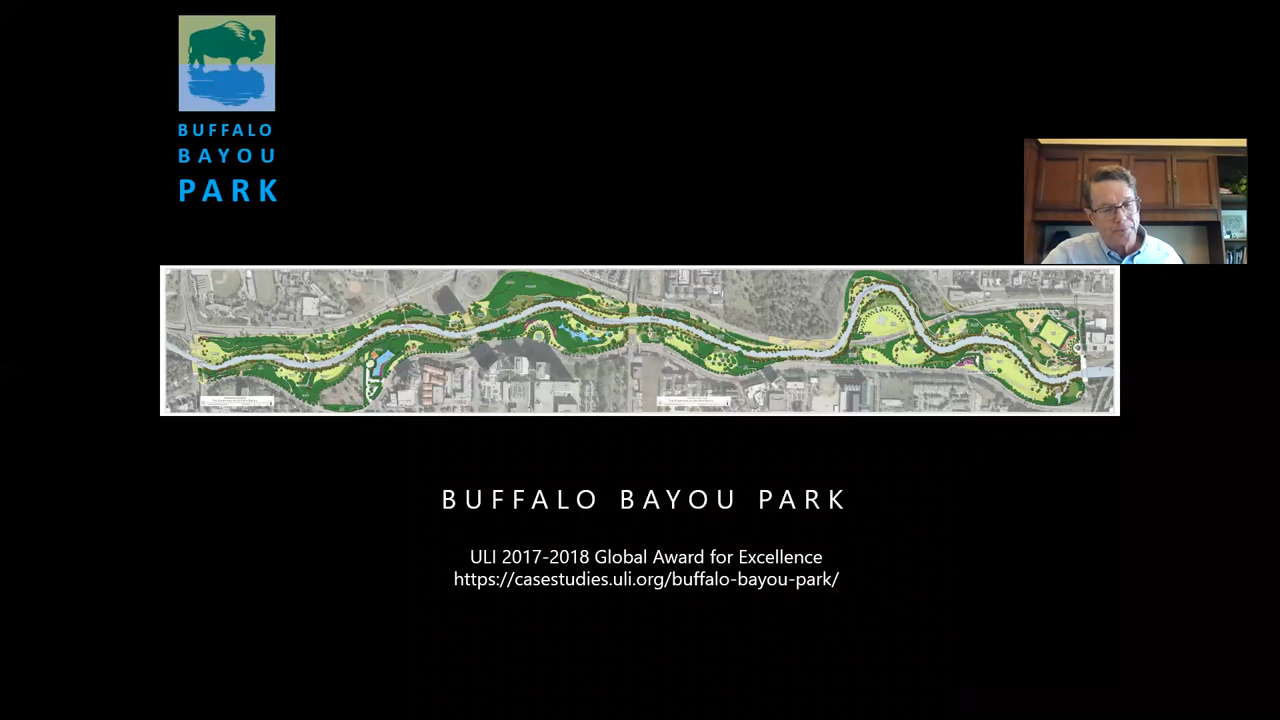 BUFFALO
BAYOU
PARK
BUFFALO BAYOU PARK
ULI 2017-2018 Global Award for Excellence
https://casestudies.uli.org/buffalo-bayou-park/